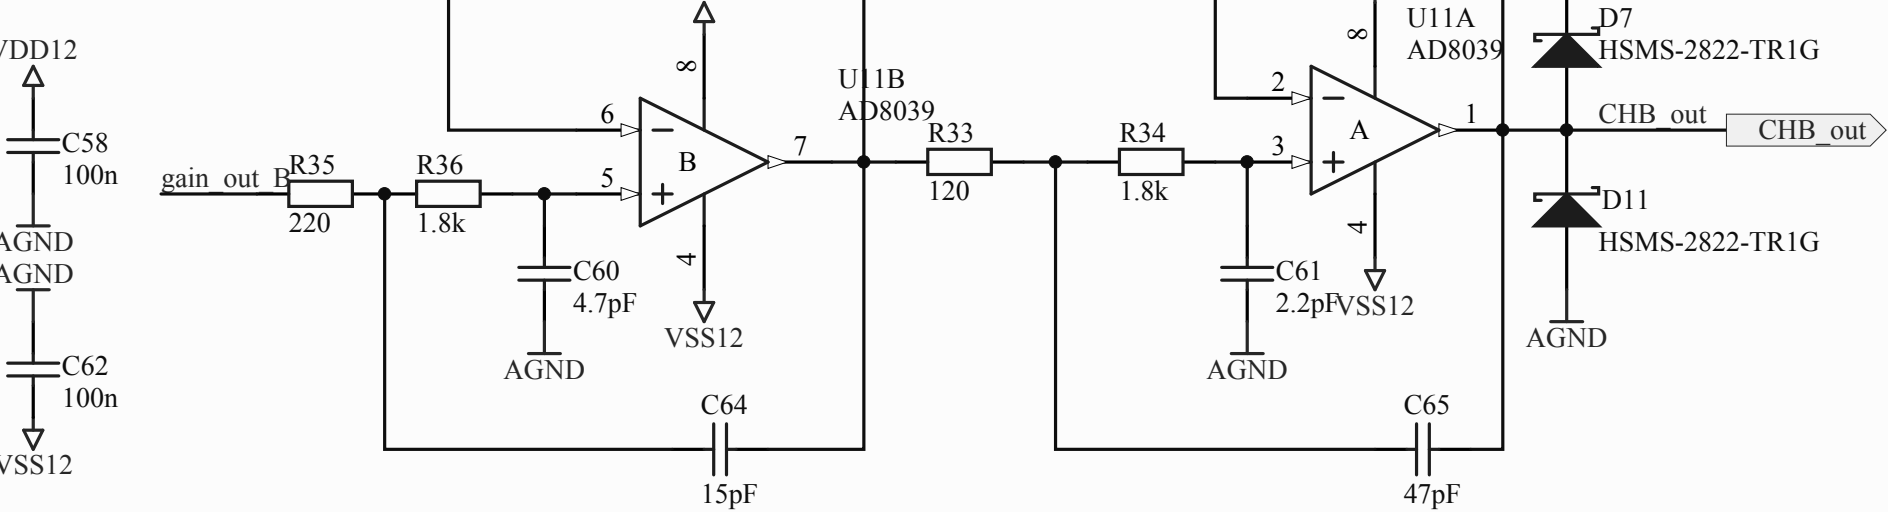 VDD12
C58
100n
AGND
AGND
C62
100n
VSS12
gain_out_B
R35
220
R36
1.8k
C60
4.7pF
AGND
6
5
8
B
4
VSS12
7
U11B
AD8039
C64
15pF
R33
120
R34
1.8k
C61
2.2pF
AGND
2
3
8
A
4
VSS12
1
U11A
AD8039
C65
47pF
D7
HSMS-2822-TR1G
CHB_out
CHB_out
D11
HSMS-2822-TR1G
AGND